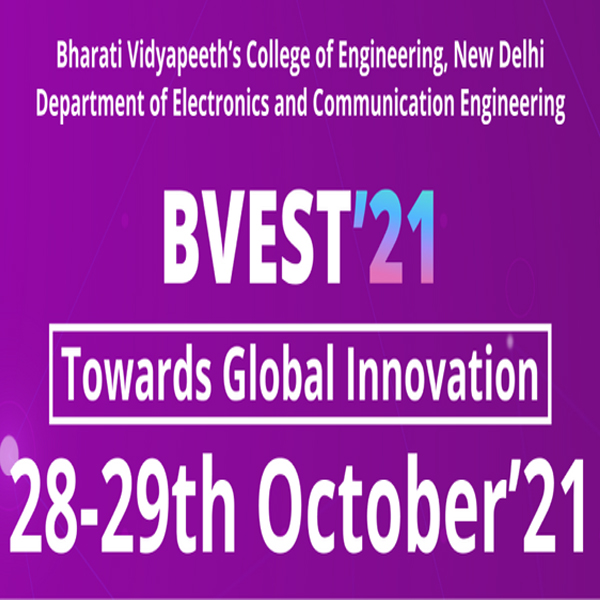 Bharati Vidyapeeth’s College of Engineering, New Delhi
Department of Electronics and Communication Engineering
BVEST’21
Towards Global Innovation
28-29th October’21